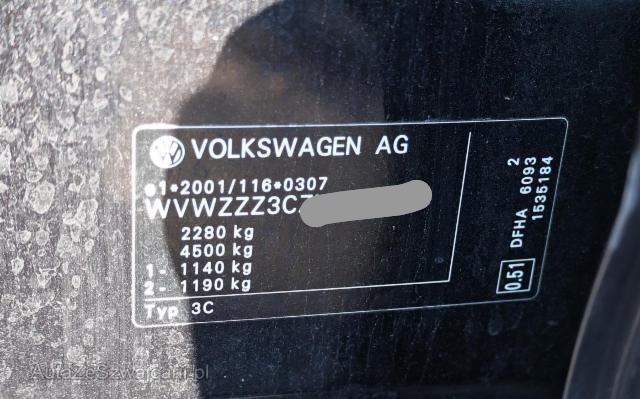 VOLKSWAGEN AG
e1*2001/116*0307
WVWZZZ3CZ
2280 kg
4500 kg
1- 1140 kg
2- 1190 kg
Typ 3C
0.51
DFHA 6093 2
1535184
AutaZeSzwajcarii.pl